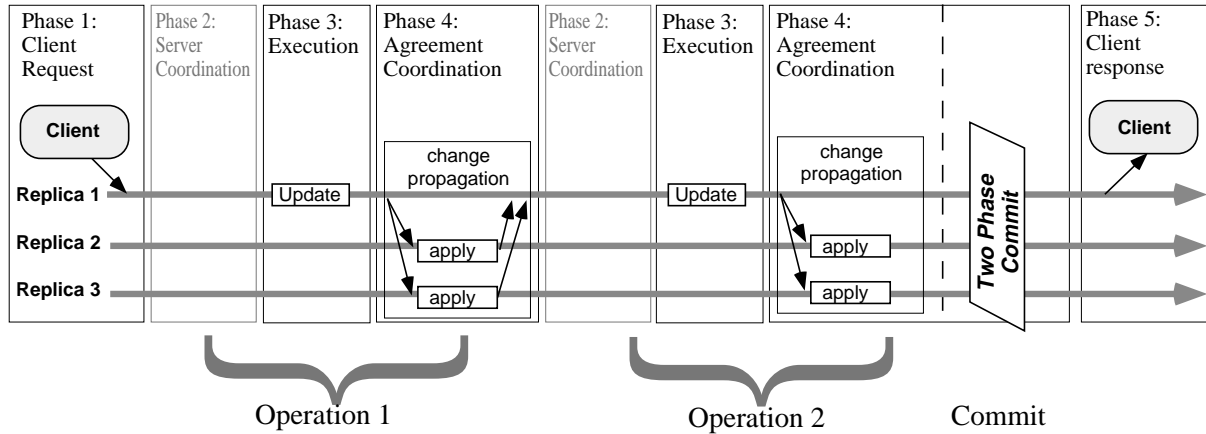 Phase 1:
Client
Request
Phase 2:
Server
Coordination
Phase 3:
Execution
Phase 4:
Agreement
Coordination
Phase 2:
Server
Coordination
Phase 3:
Execution
Phase 4:
Agreement
Coordination
Phase 5:
Client
response
Client
Client
change
propagation
change
propagation
Replica 1
Update
Update
Replica 2
apply
apply
Replica 3
apply
apply
Two Phase
Commit
Operation 1
Operation 2
Commit